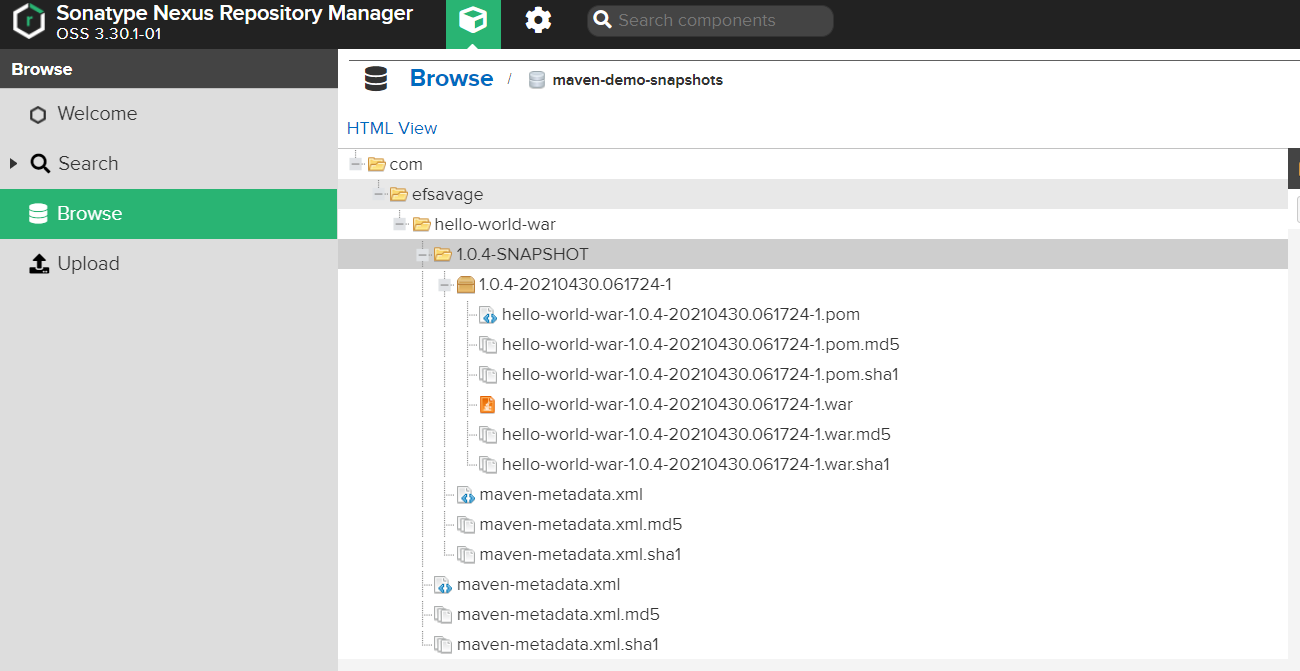 Sonatype Nexus Repository Manager
OSS 3.30.1-01
Search components
Browse
Welcome
Search
Browse
Upload
Browse / maven-demo-snapshots
HTML View
com
efsavage
hello-world-war
1.0.4-SNAPSHOT
1.0.4-20210430.061724-1
hello-world-war-1.0.4-20210430.061724-1.pom
hello-world-war-1.0.4-20210430.061724-1.pom.md5
hello-world-war-1.0.4-20210430.061724-1.pom.sha1
hello-world-war-1.0.4-20210430.061724-1.war
hello-world-war-1.0.4-20210430.061724-1.war.md5
hello-world-war-1.0.4-20210430.061724-1.war.sha1
maven-metadata.xml
maven-metadata.xml.md5
maven-metadata.xml.sha1
maven-metadata.xml
maven-metadata.xml.md5
maven-metadata.xml.sha1